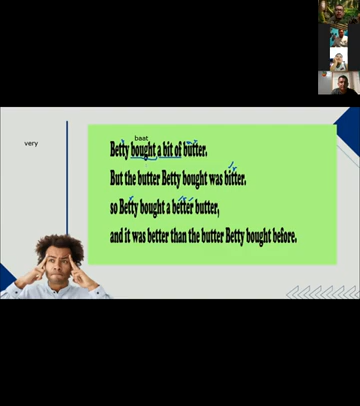 baat
very
Betty bought a bit of butter.
But the butter Betty bought was bitter.
so Betty bought a better butter,
and it was better than the butter Betty bought before.